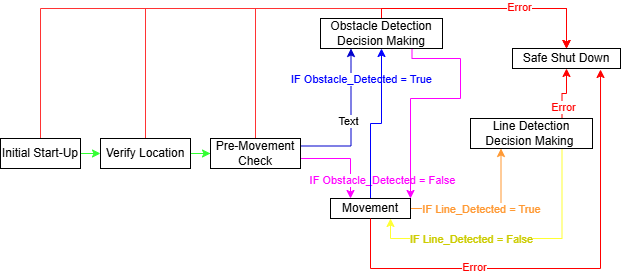 Error
Obstacle Detection
Decision Making
Safe Shut Down
IF Obstacle_Detected = True
Error
Text
Line Detection
Decision Making
Initial Start-Up
Verify Location
Pre-Movement
Check
IF Obstacle_Detected = False
Movement
IF Line_Detected = True
IF Line_Detected = False
Error